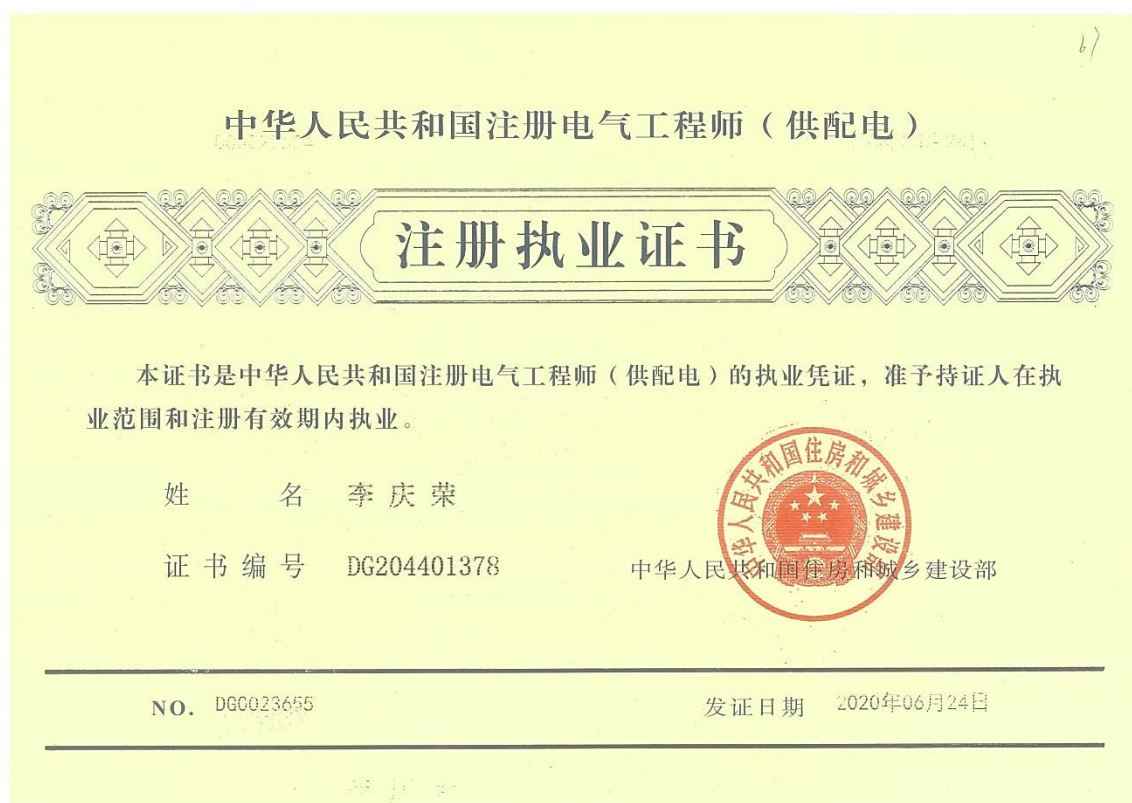 中华人民共和国注册电气工程师（供配电）
注册执业证书
本证书是中华人民共和国注册电气工程师（供配电）的执业凭证，准予持证人在执
业范围和注册有效期内执业。
姓 名 李庆荣
证书编号 DG204401378
中华人民共和国住房和城乡建设部
中华人民共和国住房和城乡建设部
NO. DG0023655
发证日期 2020年06月24日